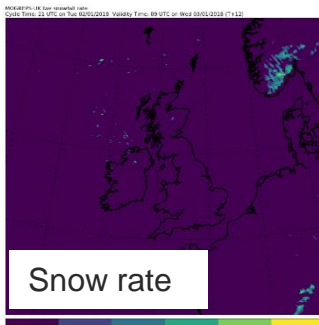 MOGREPS-UK low snowfall rate
Cycle Time: 21 UTC on Tue 02/01/2018 Validity Time: 09 UTC on Wed 03/01/2018 (T+12)
Snow rate